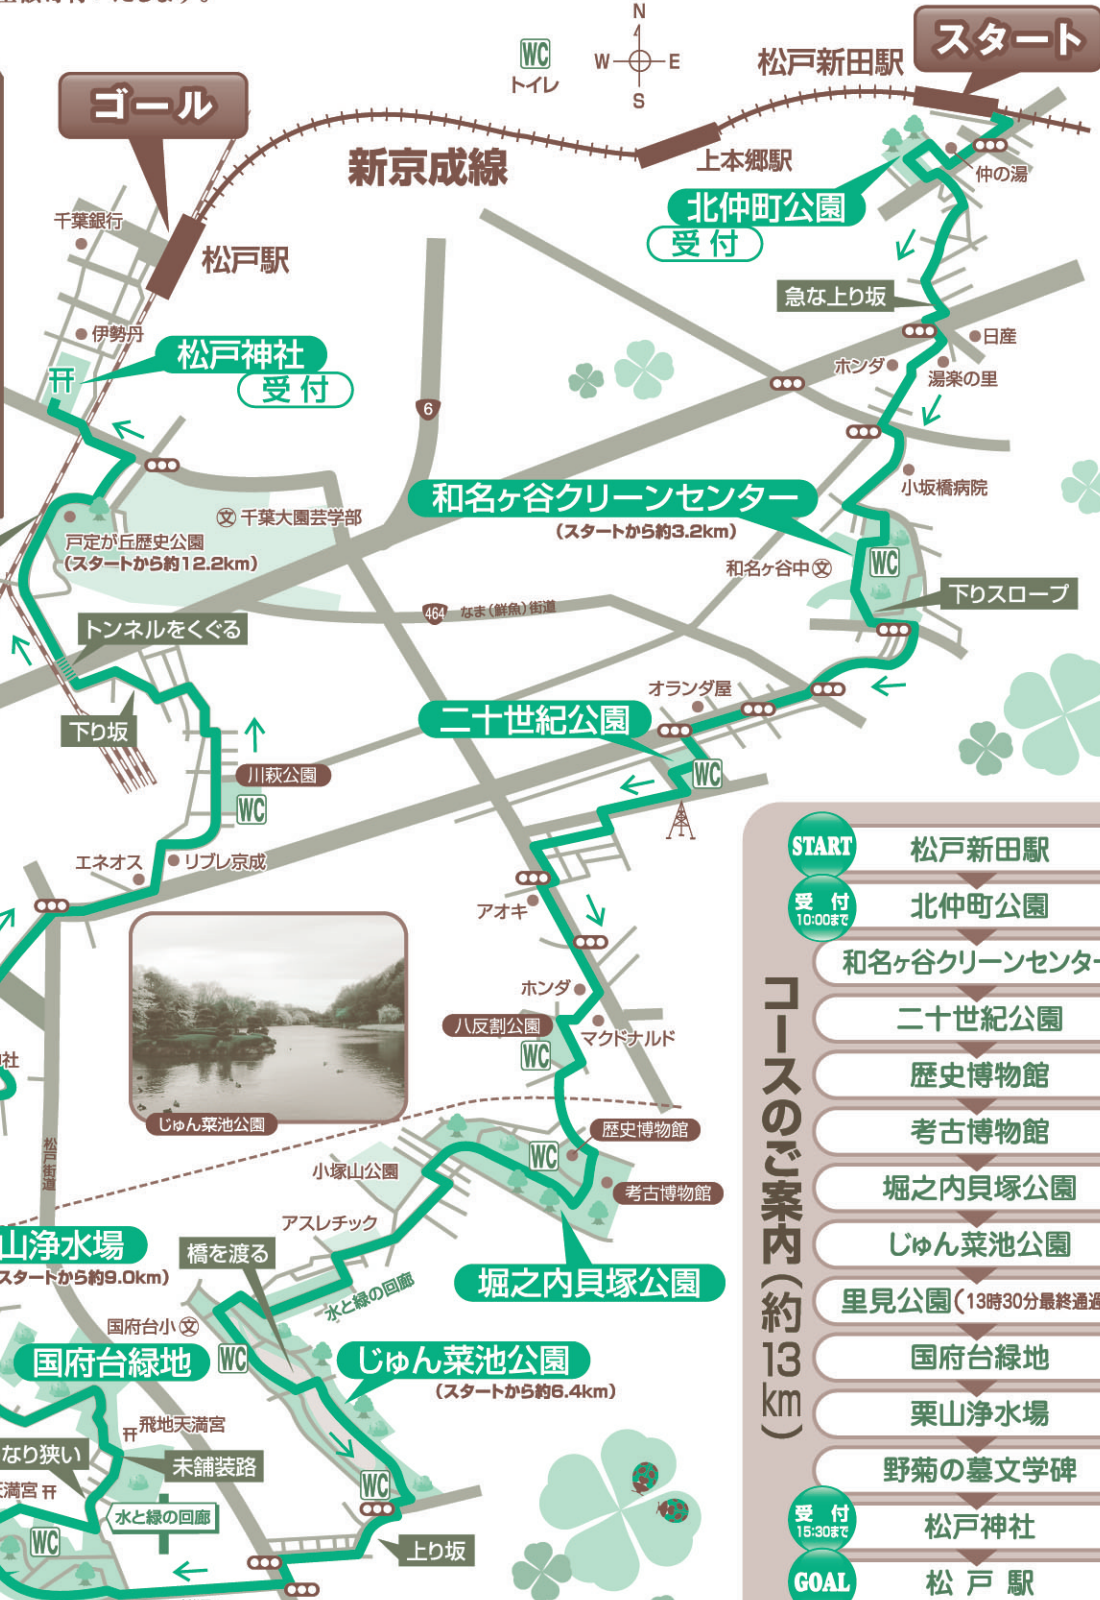 全額寄付いたします。
N
W
E
S
WC
トイレ
松戸新田駅
スタート
ゴール
新京成線
上本郷駅
仲の湯
北仲町公園
受付
千葉銀行
松戸駅
急な上り坂
伊勢丹
日産
松戸神社
受付
ホンダ
湯楽の里
6
小坂橋病院
和名ヶ谷クリーンセンター
(スタートから約3.2km)
文 千葉大園芸学部
戸定が丘歴史公園
(スタートから約12.2km)
和名ヶ谷中 文
WC
下りスロープ
464
なま(鮮魚)街道
トンネルをくぐる
オランダ屋
二十世紀公園
下り坂
WC
川萩公園
WC
エネオス
リブレ京成
アオキ
ホンダ
八反割公園
マクドナルド
WC
社
じゅん菜池公園
松戸街道
歴史博物館
WC
小塚山公園
考古博物館
アスレチック
山浄水場
スタートから約9.0km)
橋を渡る
堀之内貝塚公園
水と緑の回廊
国府台小 文
国府台緑地
WC
じゅん菜池公園
(スタートから約6.4km)
飛地天満宮
なり狭い
未舗装路
天満宮
WC
水と緑の回廊
WC
上り坂
コースのご案内(約13km)
START
松戸新田駅
受付
10:00まで
北仲町公園
和名ヶ谷クリーンセンター
二十世紀公園
歴史博物館
考古博物館
堀之内貝塚公園
じゅん菜池公園
里見公園(13時30分最終通過
国府台緑地
栗山浄水場
野菊の墓文学碑
受付
15:30まで
松戸神社
GOAL
松戸駅